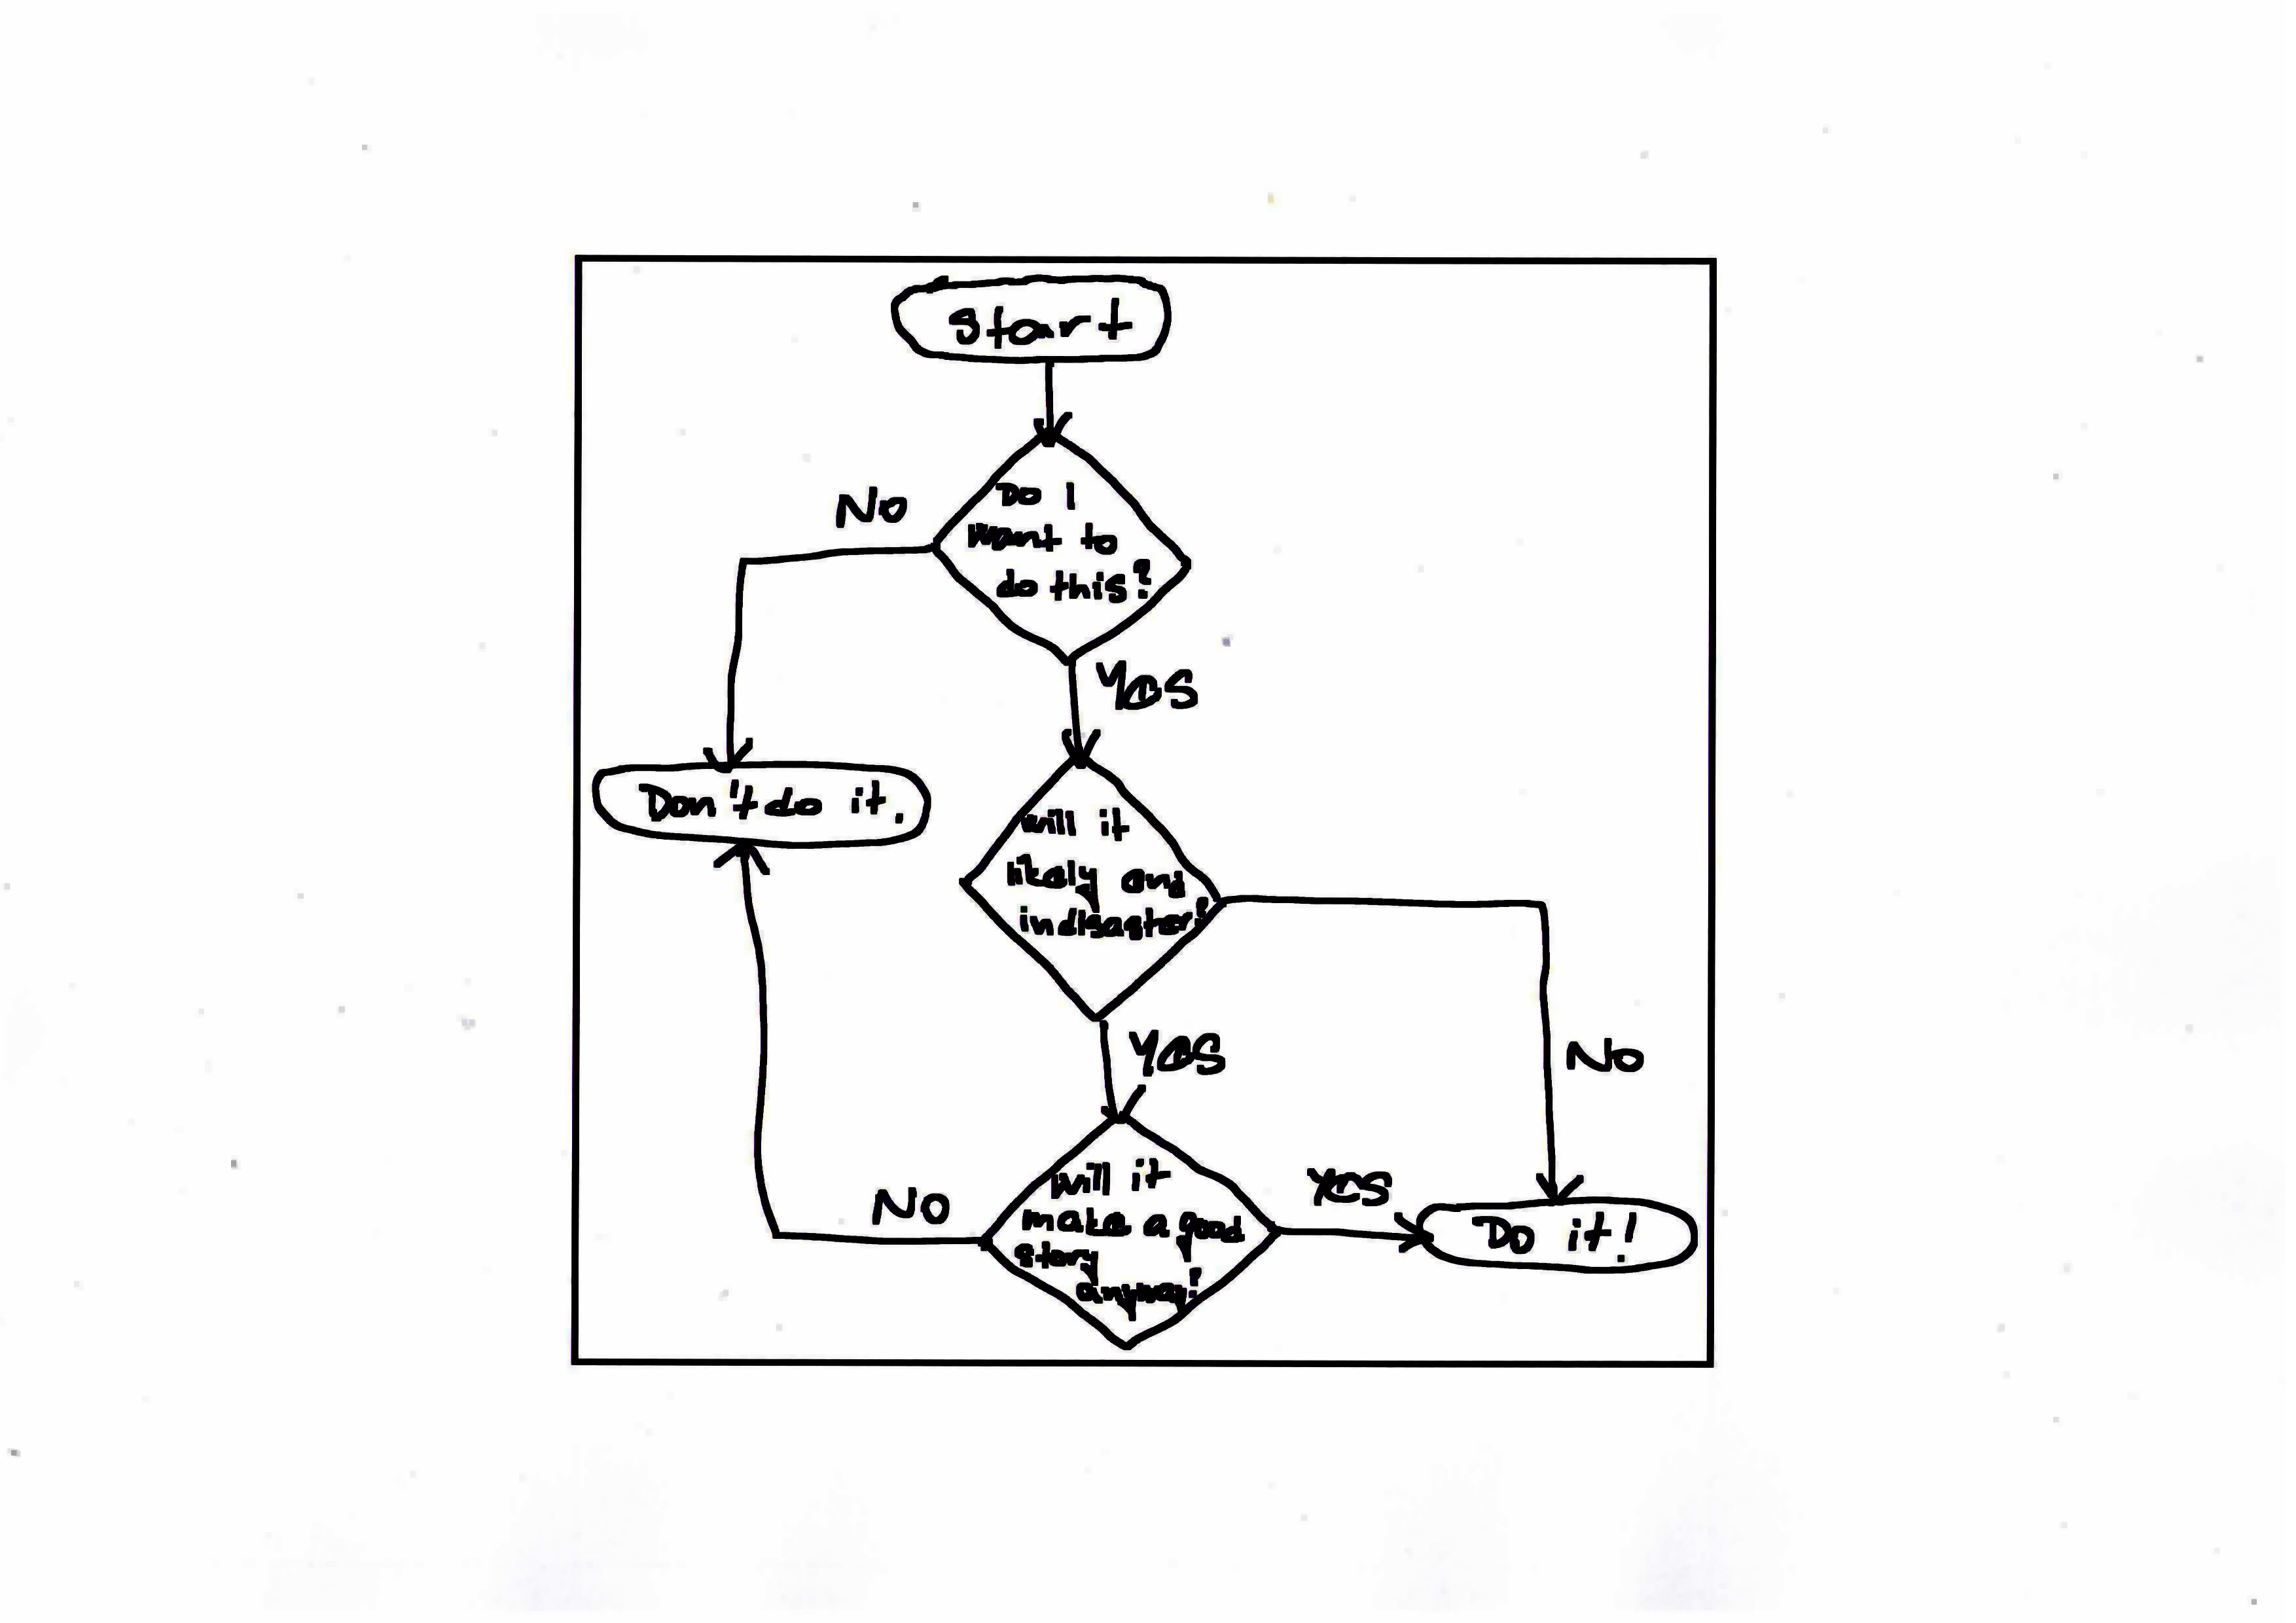 Start
Do I
want to
do this?
No
Yes
Don't do it.
will it
likely end
in disaster?
Yes
No
will it
make a good
story
anyway?
No
Yes
Do it!